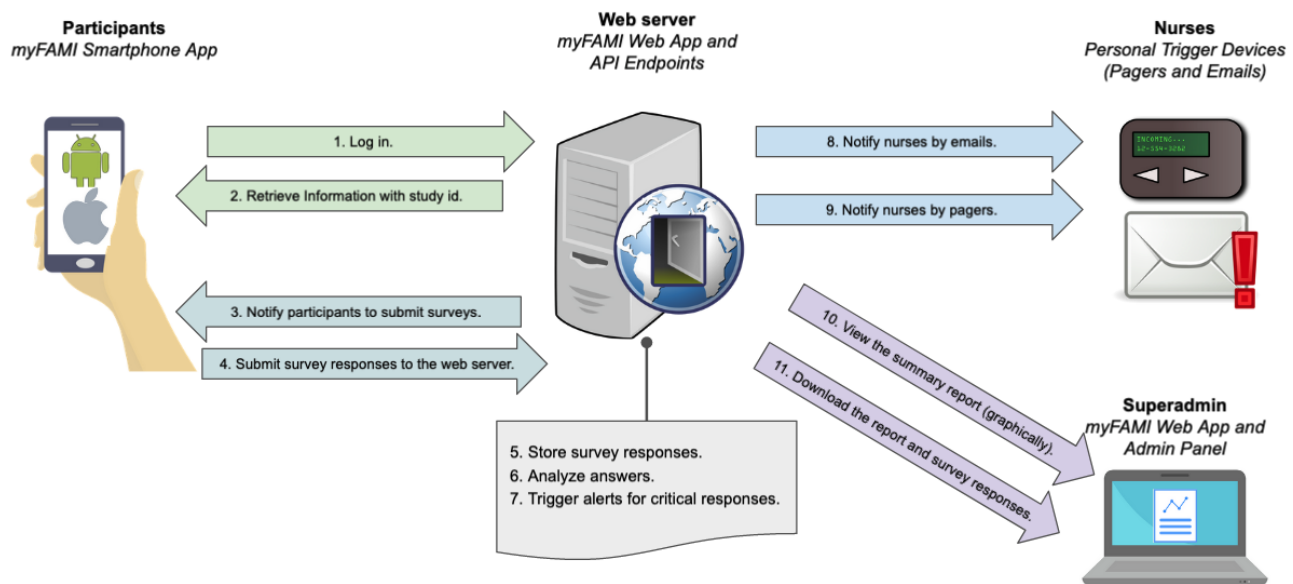 Participants
myFAMI Smartphone App
Web server
myFAMI Web App and
API Endpoints
Nurses
Personal Trigger Devices
(Pagers and Emails)
1. Log in.
2. Retrieve Information with study id.
3. Notify participants to submit surveys.
4. Submit survey responses to the web server.
5. Store survey responses.
6. Analyze answers.
7. Trigger alerts for critical responses.
8. Notify nurses by emails.
9. Notify nurses by pagers.
INCOMING...
10. View the summary report (graphically).
11. Download the report and survey responses.
Superadmin
myFAMI Web App and
Admin Panel